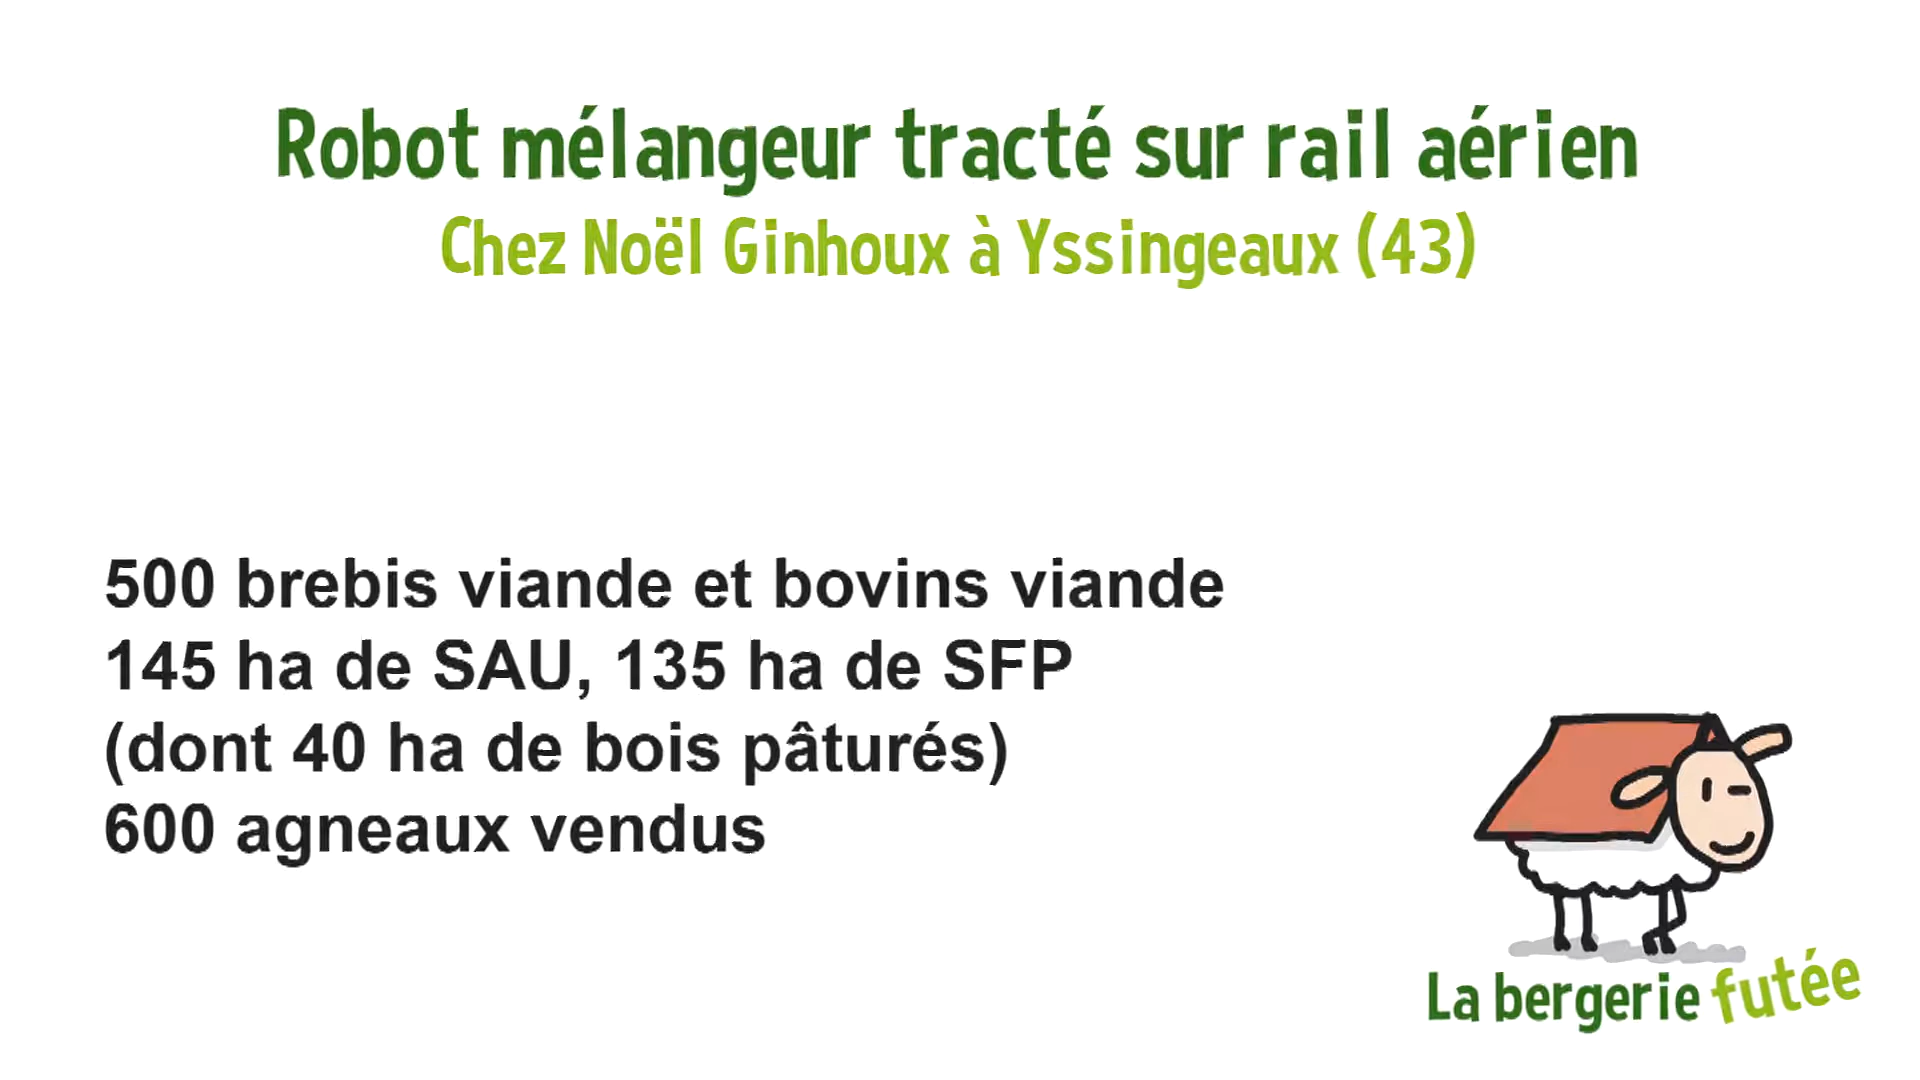 Robot mélangeur tracté sur rail aérien
Chez Noël Ginhoux à Yssingeaux (43)
500 brebis viande et bovins viande
145 ha de SAU, 135 ha de SFP
(dont 40 ha de bois pâturés)
600 agneaux vendus
La bergerie futée